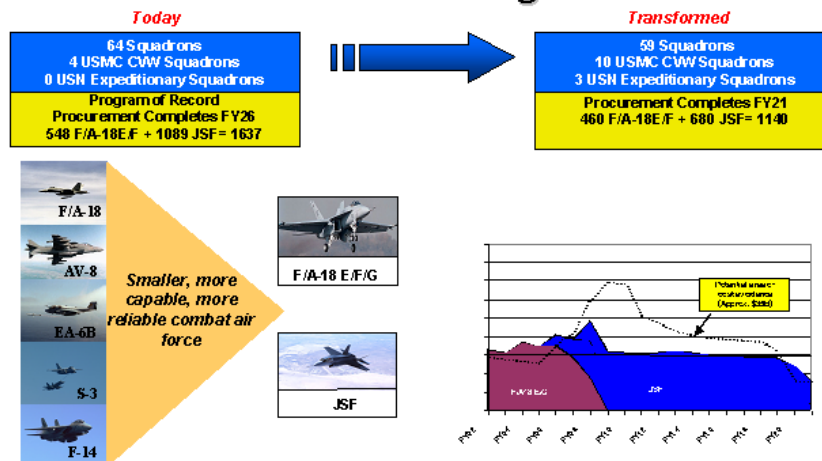 Today
64 Squadrons
4 USMC CVW Squadrons
0 USN Expeditionary Squadrons
Program of Record
Procurement Completes FY26
548 F/A-18E/F + 1089 JSF= 1637
Transformed
59 Squadrons
10 USMC CVW Squadrons
3 USN Expeditionary Squadrons
Procurement Completes FY21
460 F/A-18E/F + 680 JSF= 1140
F/A-18
AV-8
EA-6B
S-3
F-14
Smaller, more
capable, more
reliable combat air
force
F/A-18 E/F/G
JSF
Potential
(Approx.
JSF